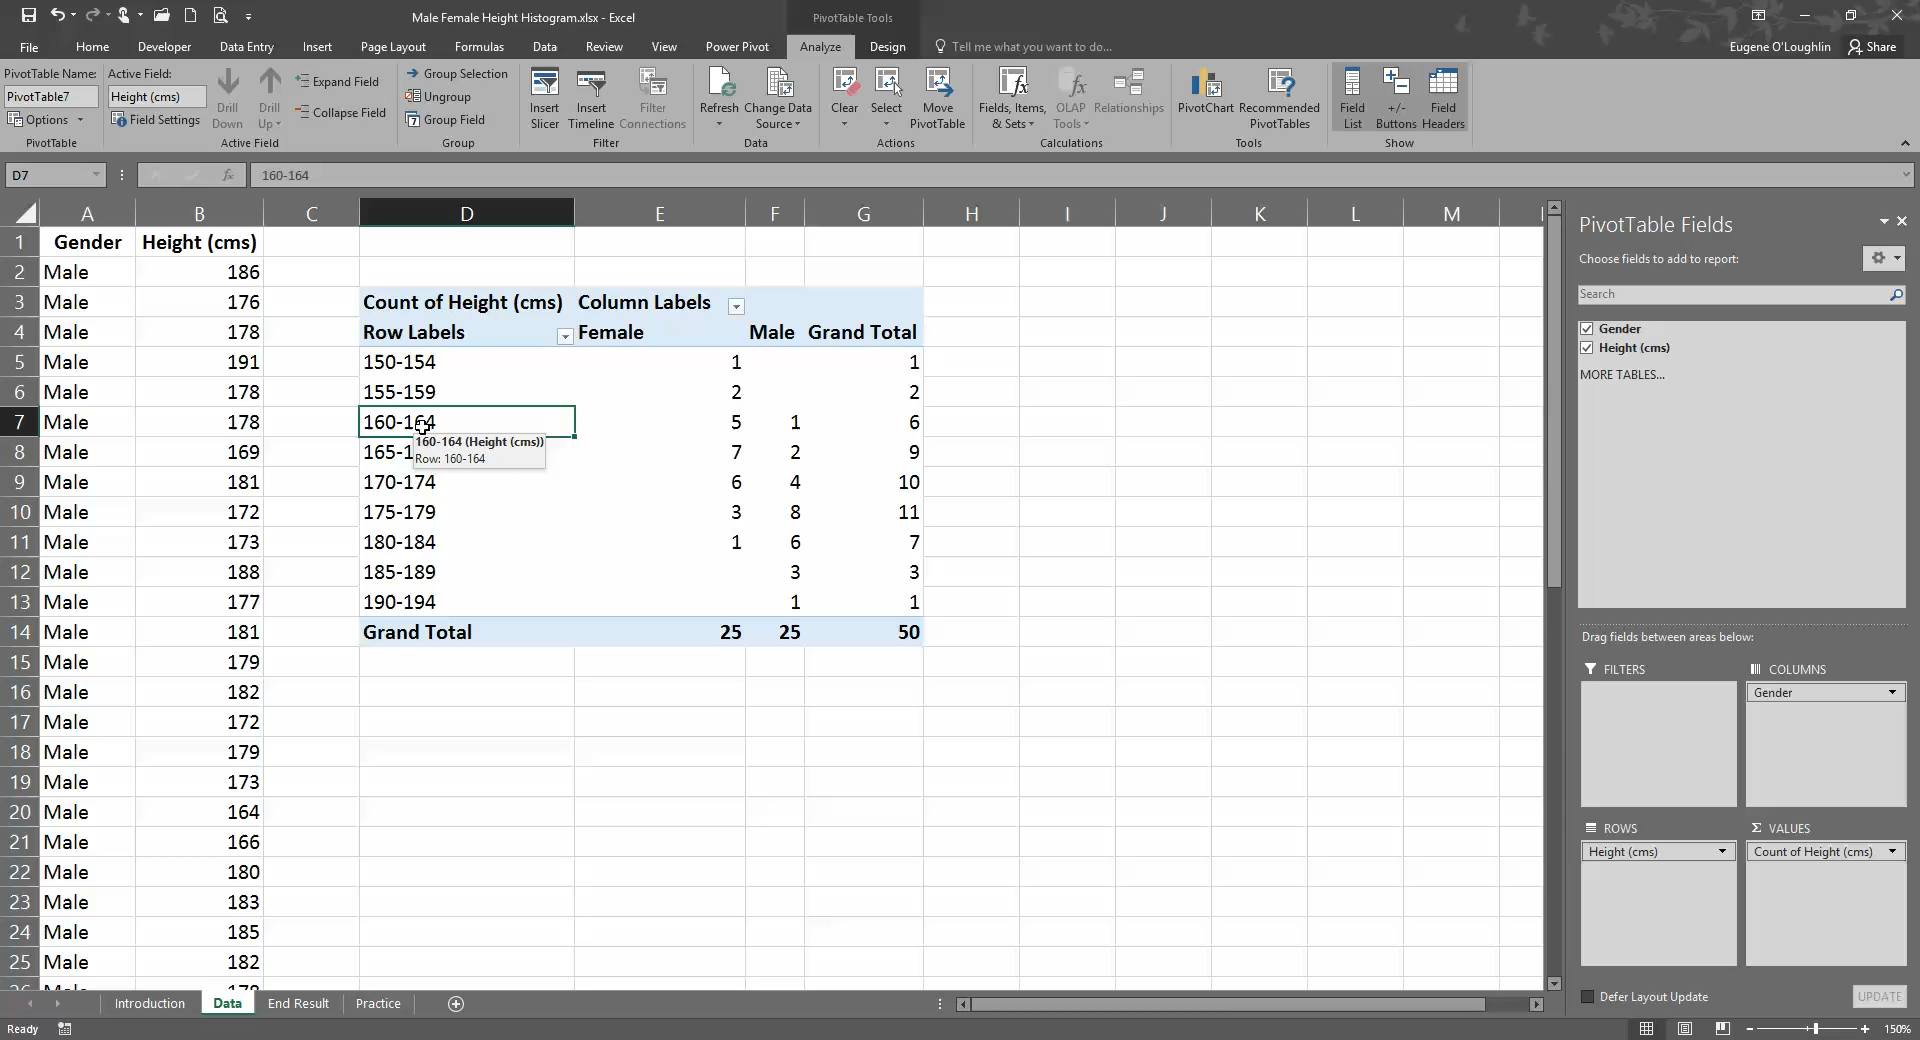 Male Female Height Histogram.xlsx - Excel
PivotTable Tools
File Home Developer Data Entry Insert Page Layout Formulas Data Review View Power Pivot Analyze Design Tell me what you want to do... Eugene O'Loughlin Share
PivotTable Name:
PivotTable7
Options
PivotTable
Active Field:
Height (cms)
Field Settings
Drill Down
Drill Up
Expand Field
Collapse Field
Active Field
Group Selection
Ungroup
Group Field
Group
Insert Slicer
Insert Timeline
Filter Connections
Filter
Refresh
Change Data Source
Data
Clear
Select
Move PivotTable
Actions
Fields, Items, & Sets
OLAP Tools
Relationships
Calculations
PivotChart
Recommended PivotTables
Tools
Field List
+/- Buttons
Field Headers
Show
D7 fx 160-164
A B C D E F G H I J K L M
1 Gender Height (cms)
2 Male 186
3 Male 176 Count of Height (cms) Column Labels
4 Male 178 Row Labels Female Male Grand Total
5 Male 191 150-154 1 1
6 Male 178 155-159 2 2
7 Male 178 160-164 5 1 6
160-164 (Height (cms))
Row: 160-164
8 Male 169 165-1 7 2 9
9 Male 181 170-174 6 4 10
10 Male 172 175-179 3 8 11
11 Male 173 180-184 1 6 7
12 Male 188 185-189 3 3
13 Male 177 190-194 1 1
14 Male 181 Grand Total 25 25 50
15 Male 179
16 Male 182
17 Male 172
18 Male 179
19 Male 173
20 Male 164
21 Male 166
22 Male 180
23 Male 183
24 Male 185
25 Male 182
PivotTable Fields
Choose fields to add to report:
Search
Gender
Height (cms)
MORE TABLES...
Drag fields between areas below:
FILTERS
COLUMNS
Gender
ROWS
Height (cms)
Σ VALUES
Count of Height (cms)
Defer Layout Update
UPDATE
Introduction Data End Result Practice
Ready
150%